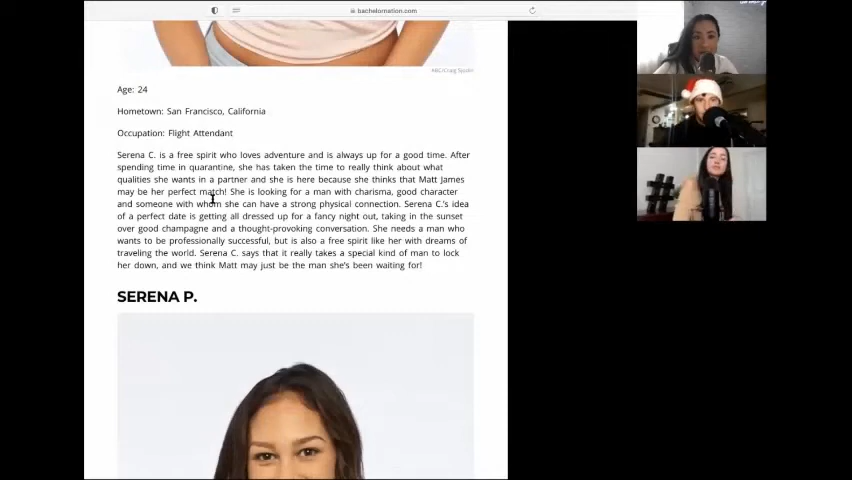 bachelornation.com
ABC/Craig Sjodin
Age: 24
Hometown: San Francisco, California
Occupation: Flight Attendant
Serena C. is a free spirit who loves adventure and is always up for a good time. After
spending time in quarantine, she has taken the time to really think about what
qualities she wants in a partner and she is here because she thinks that Matt James
may be her perfect match! She is looking for a man with charisma, good character
and someone with whom she can have a strong physical connection. Serena C.'s idea
of a perfect date is getting all dressed up for a fancy night out, taking in the sunset
over good champagne and a thought-provoking conversation. She needs a man who
wants to be professionally successful, but is also a free spirit like her with dreams of
traveling the world. Serena C. says that it really takes a special kind of man to lock
her down, and we think Matt may just be the man she's been waiting for!
SERENA P.